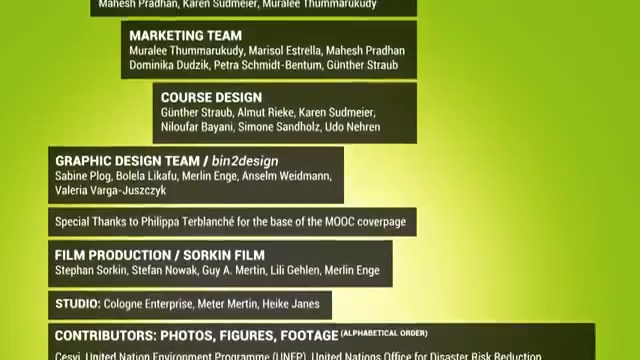 Mahesh Pradhan, Karen Sudmeier, Muralee Thummarukudy
MARKETING TEAM
Muralee Thummarukudy, Marisol Estrella, Mahesh Pradhan
Dominika Dudzik, Petra Schmidt-Bentum, Günther Straub
COURSE DESIGN
Günther Straub, Almut Rieke, Karen Sudmeier,
Niloufar Bayani, Simone Sandholz, Udo Nehren
GRAPHIC DESIGN TEAM / bin2design
Sabine Plog, Bolela Likafu, Merlin Enge, Anselm Weidmann,
Valeria Varga-Juszczyk
Special Thanks to Philippa Terblanché for the base of the MOOC coverpage
FILM PRODUCTION / SORKIN FILM
Stephan Sorkin, Stefan Nowak, Guy A. Mertin, Lili Gehlen, Merlin Enge
STUDIO: Cologne Enterprise, Meter Mertin, Heike Janes
CONTRIBUTORS: PHOTOS, FIGURES, FOOTAGE (ALPHABETICAL ORDER)
Cesvi, United Nation Environment Programme (UNEP), United Nations Office for Disaster Risk Reduction